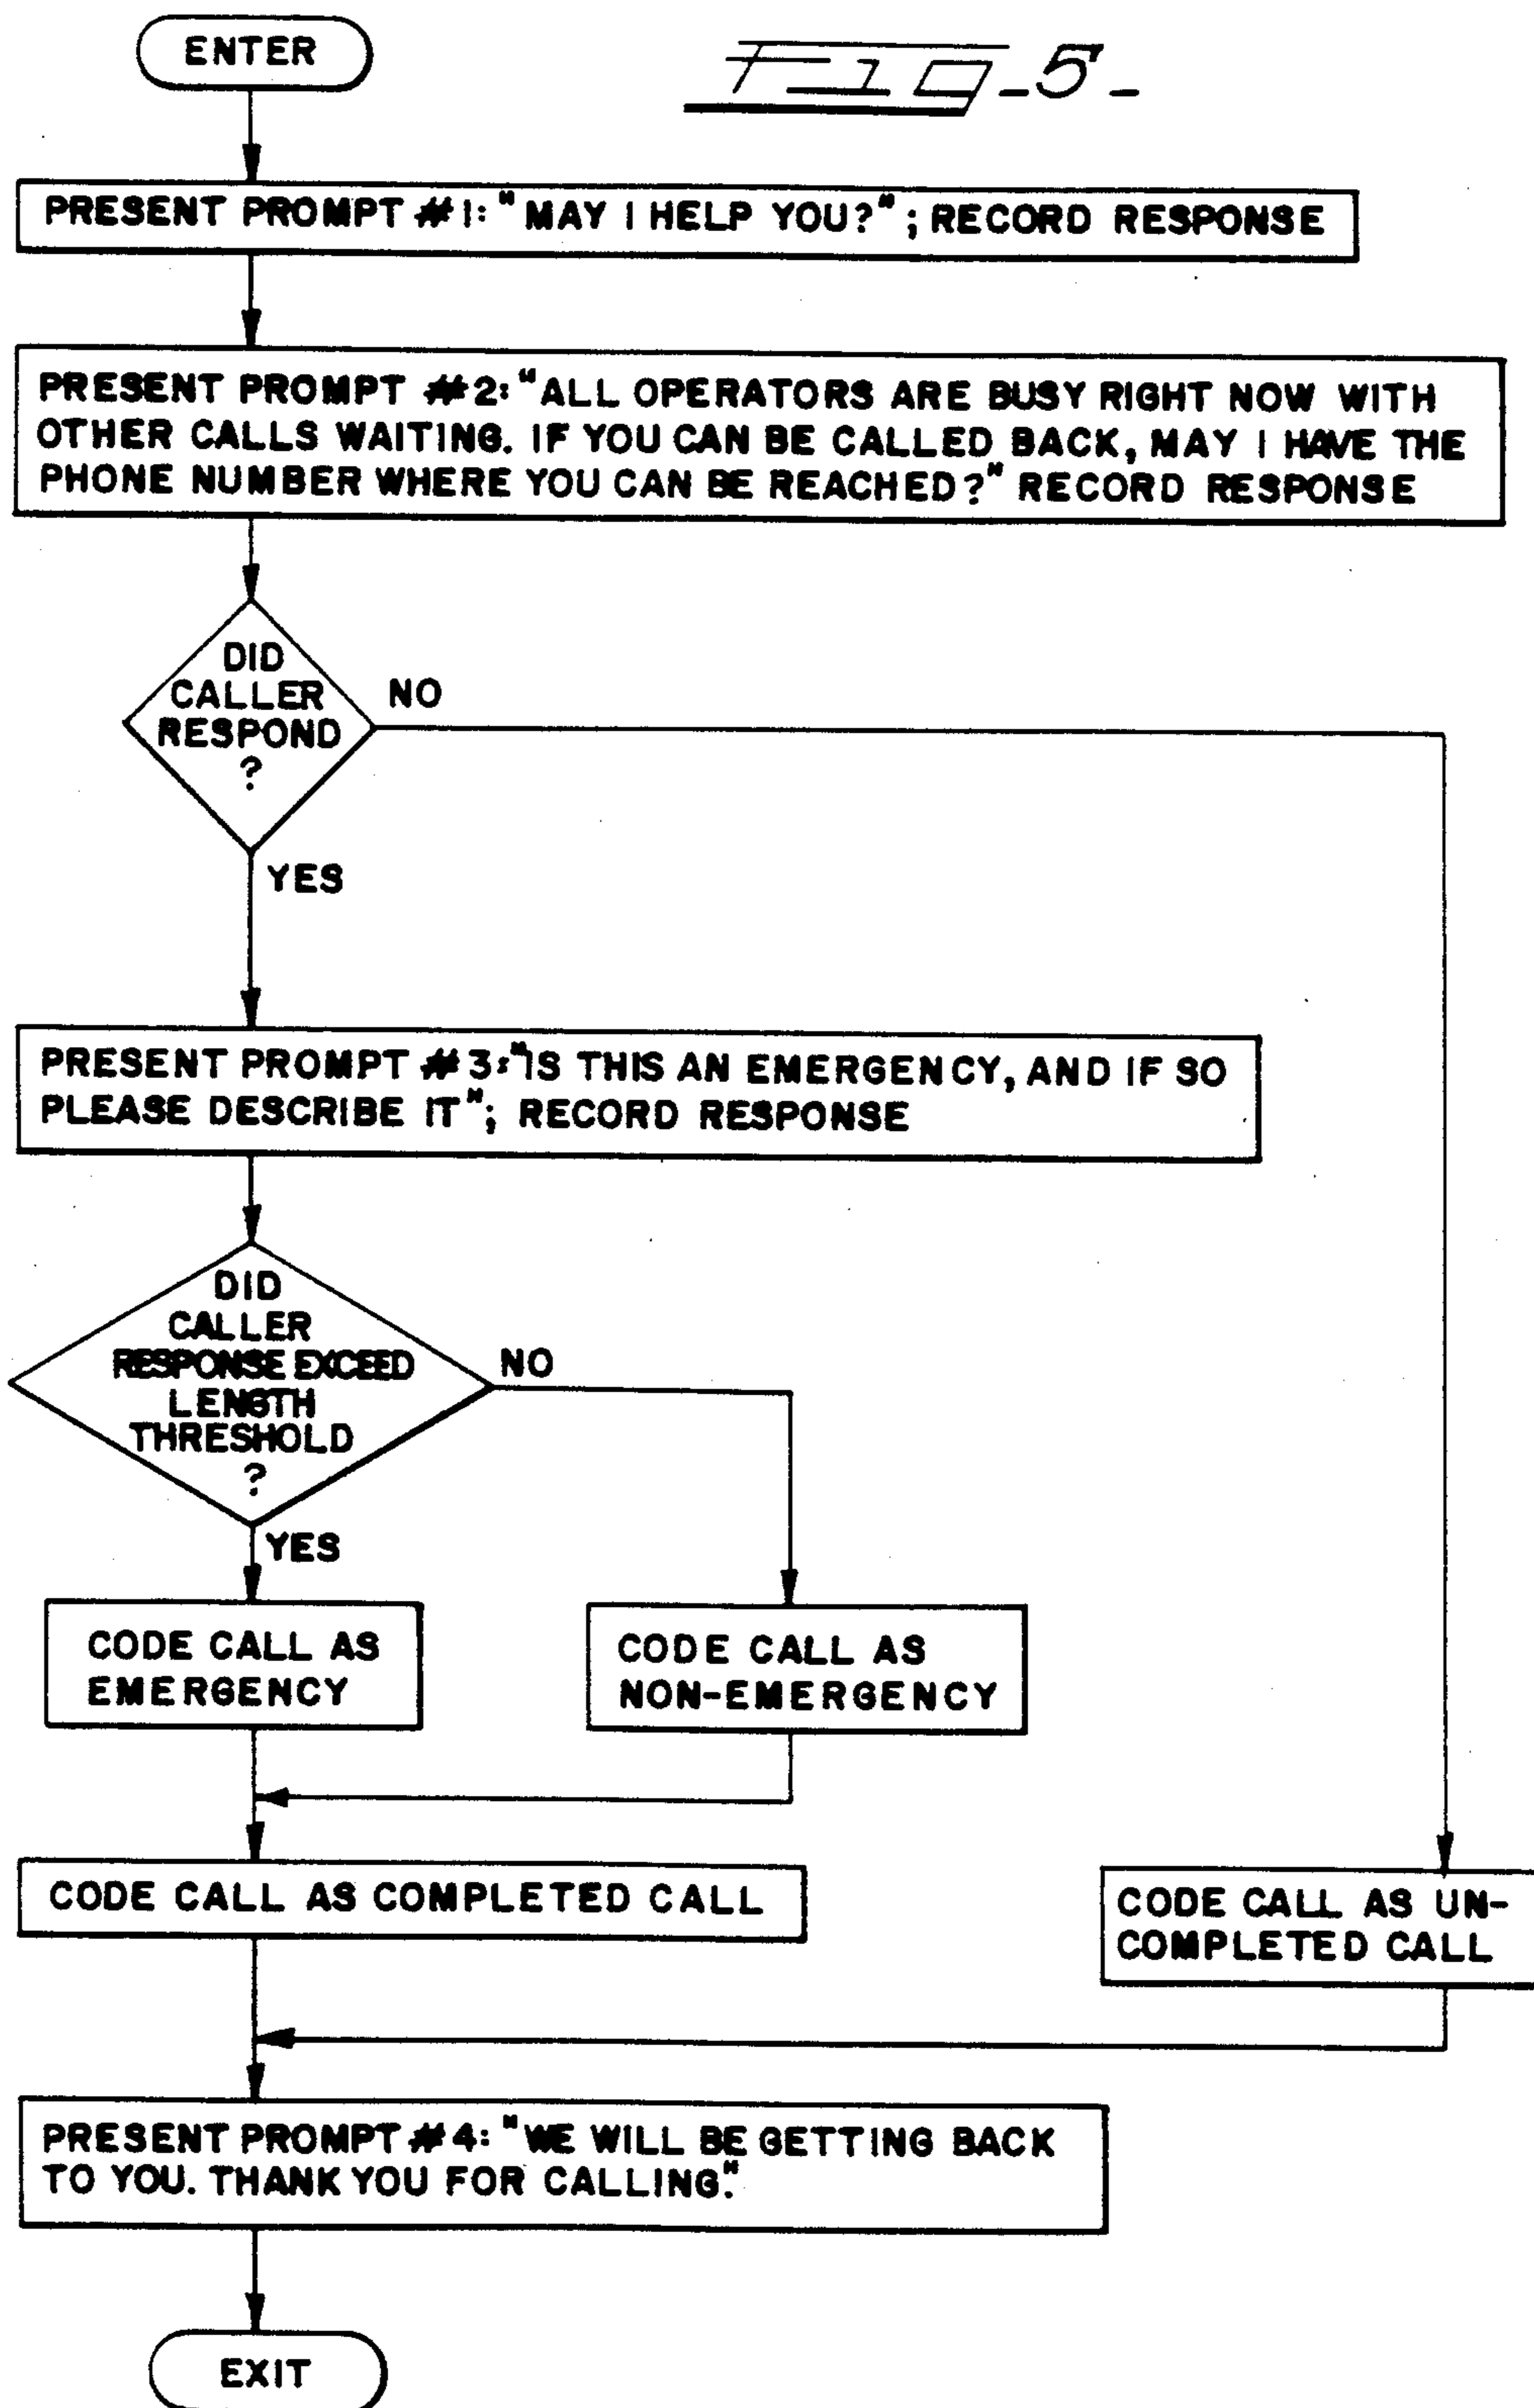 ENTER
Fig-5-
PRESENT PROMPT #1: "MAY I HELP YOU?"; RECORD RESPONSE
PRESENT PROMPT #2: "ALL OPERATORS ARE BUSY RIGHT NOW WITH
OTHER CALLS WAITING. IF YOU CAN BE CALLED BACK, MAY I HAVE THE
PHONE NUMBER WHERE YOU CAN BE REACHED?" RECORD RESPONSE
DID
CALLER
RESPOND
?
NO
YES
PRESENT PROMPT #3: "IS THIS AN EMERGENCY, AND IF SO
PLEASE DESCRIBE IT"; RECORD RESPONSE
DID
CALLER
RESPONSE EXCEED
LENGTH
THRESHOLD
?
NO
YES
CODE CALL AS
EMERGENCY
CODE CALL AS
NON-EMERGENCY
CODE CALL AS COMPLETED CALL
CODE CALL AS UN-
COMPLETED CALL
PRESENT PROMPT #4: "WE WILL BE GETTING BACK
TO YOU. THANK YOU FOR CALLING."
EXIT